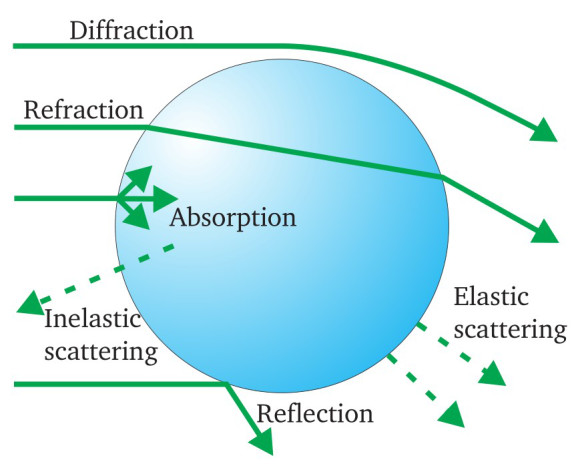 Diffraction
Refraction
Absorption
Inelastic
scattering
Elastic
scattering
Reflection